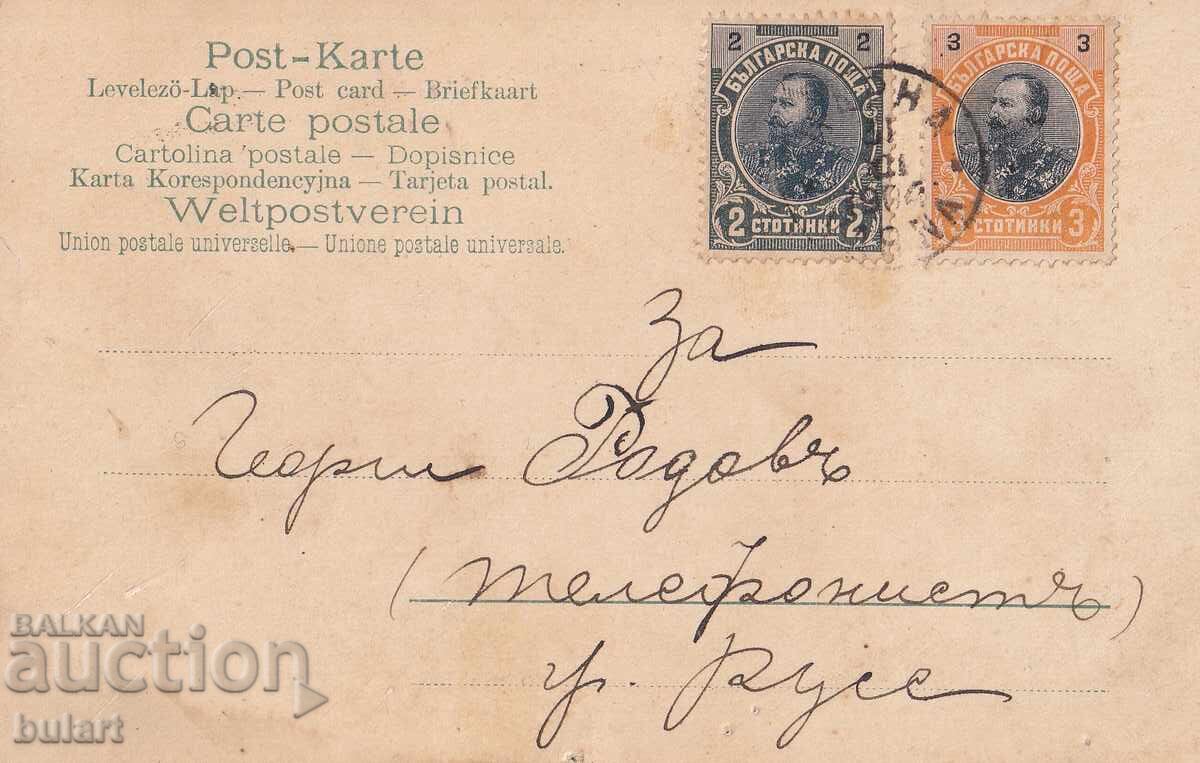 Post-Karte
Levelező-Lap. — Post card — Briefkaart
Carte postale
Cartolina postale — Dopisnice
Karta Korespondencyjna — Tarjeta postal.
Weltpostverein
Union postale universelle. — Unione postale universale.
2 2
БЪЛГАРСКА ПОЩА
2 СТОТИНКИ 2
3 3
БЪЛГАРСКА ПОЩА
СТОТИНКИ 3
За
Георги Родовъ
(телефонистъ)
гр. Русе
BALKAN
auction
bulart